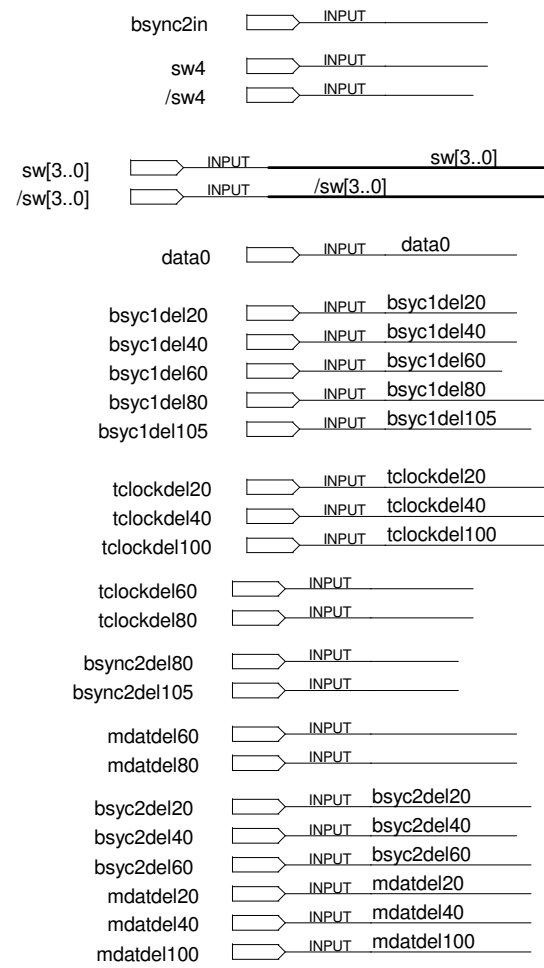 bsync2in INPUT
sw4 INPUT
/sw4 INPUT
sw[3..0] INPUT sw[3..0]
/sw[3..0] INPUT /sw[3..0]
data0 INPUT data0
bsyc1del20 INPUT bsyc1del20
bsyc1del40 INPUT bsyc1del40
bsyc1del60 INPUT bsyc1del60
bsyc1del80 INPUT bsyc1del80
bsyc1del105 INPUT bsyc1del105
tclockdel20 INPUT tclockdel20
tclockdel40 INPUT tclockdel40
tclockdel100 INPUT tclockdel100
tclockdel60 INPUT
tclockdel80 INPUT
bsync2del80 INPUT
bsync2del105 INPUT
mdatdel60 INPUT
mdatdel80 INPUT
bsyc2del20 INPUT bsyc2del20
bsyc2del40 INPUT bsyc2del40
bsyc2del60 INPUT bsyc2del60
mdatdel20 INPUT mdatdel20
mdatdel40 INPUT mdatdel40
mdatdel100 INPUT mdatdel100